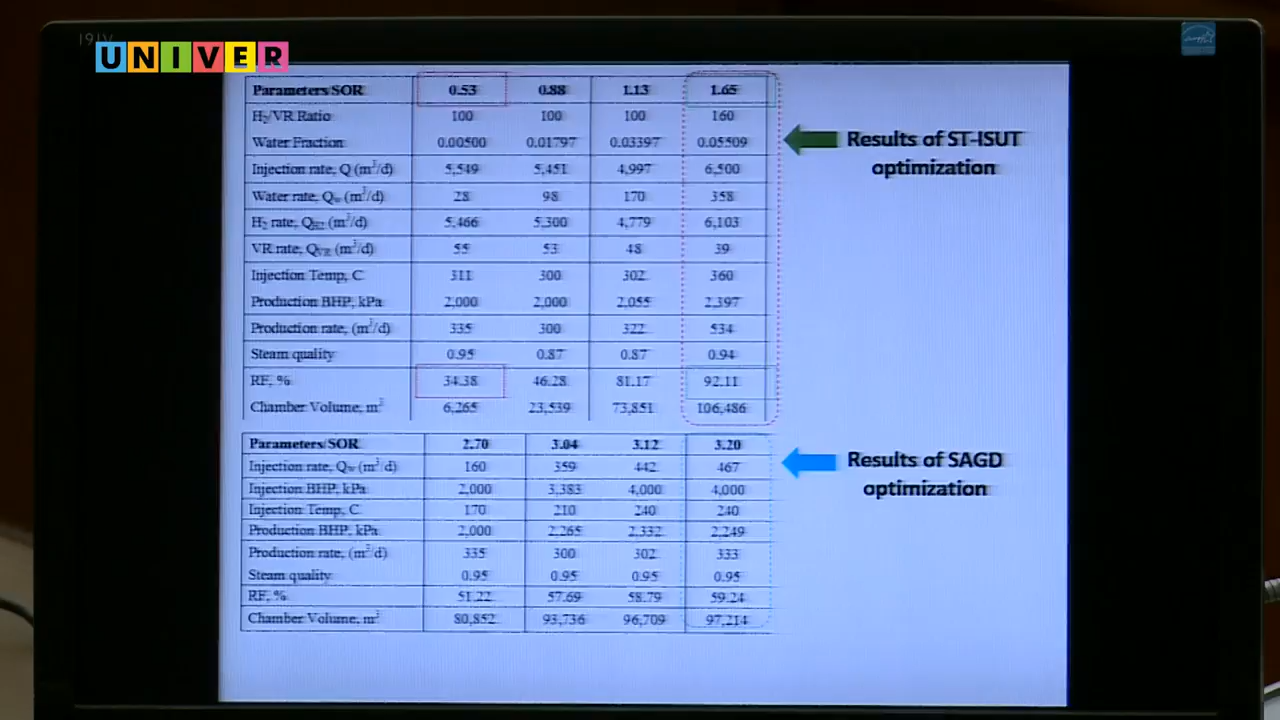 191V
UNIVER
Parameters/SOR 0.53 0.88 1.13 1.65
H₂/VR Ratio 100 100 100 160
Water Fraction 0.00500 0.01797 0.03397 0.05509
Injection rate, Q (m³/d) 5,549 5,451 4,997 6,500
Water rate, Qw (m³/d) 28 98 170 358
H₂ rate, QH2 (m³/d) 5,466 5,300 4,779 6,103
VR rate, QVR (m³/d) 55 53 48 39
Injection Temp, C 311 300 302 360
Production BHP, kPa 2,000 2,000 2,055 2,397
Production rate, (m³/d) 335 300 322 534
Steam quality 0.95 0.87 0.87 0.94
RF, % 34.38 46.28 81.17 92.11
Chamber Volume, m³ 6,265 23,539 73,851 106,486
Results of ST-ISUT
optimization
Parameters/SOR 2.70 3.04 3.12 3.20
Injection rate, Qw (m³/d) 160 359 442 467
Injection BHP, kPa 2,000 3,383 4,000 4,000
Injection Temp, C 170 210 240 240
Production BHP, kPa 2,000 2,265 2,332 2,249
Production rate, (m³/d) 335 300 302 333
Steam quality 0.95 0.95 0.95 0.95
RF, % 51.22 57.69 58.79 59.24
Chamber Volume, m³ 80,852 93,736 96,709 97,214
Results of SAGD
optimization